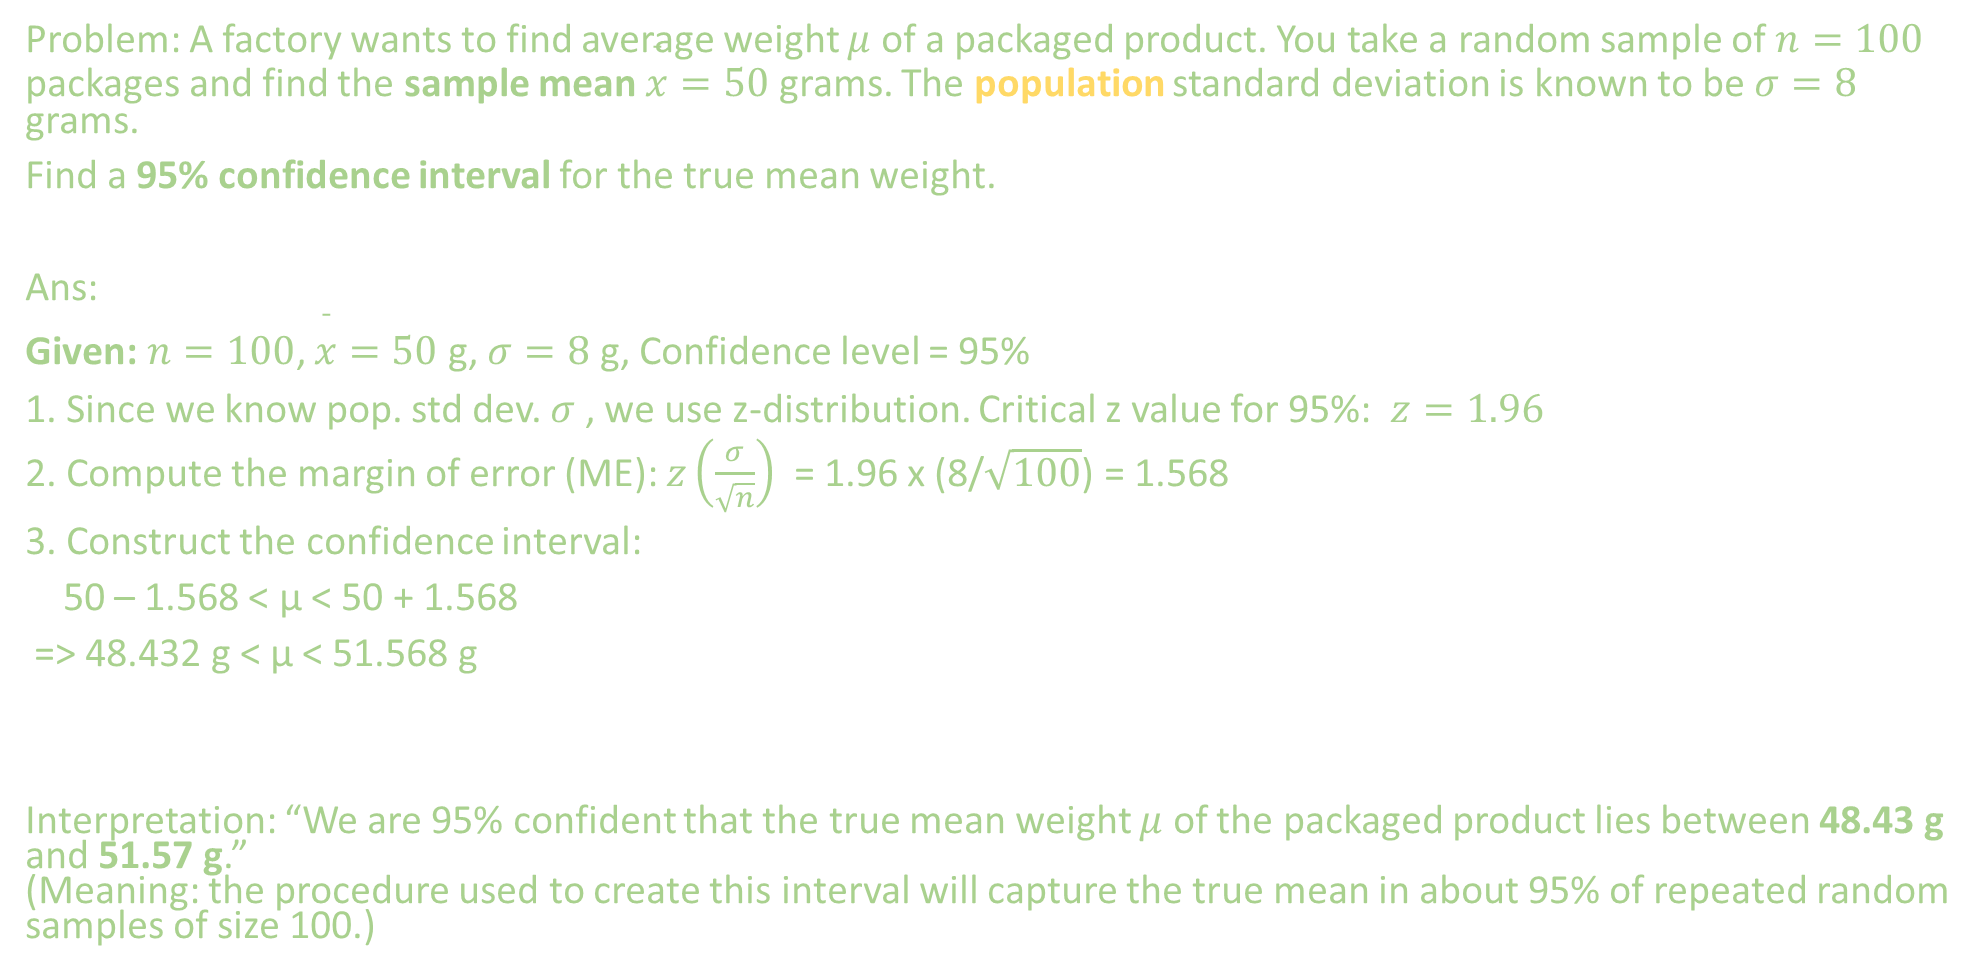 Problem: A factory wants to find average weight μ of a packaged product. You take a random sample of n = 100
packages and find the sample mean x̄ = 50 grams. The population standard deviation is known to be σ = 8
grams.
Find a 95% confidence interval for the true mean weight.
Ans:
Given: n = 100, x̄ = 50 g, σ = 8 g, Confidence level = 95%
1. Since we know pop. std dev. σ , we use z-distribution. Critical z value for 95%: z = 1.96
2. Compute the margin of error (ME): z (σ/√n) = 1.96 x (8/√100) = 1.568
3. Construct the confidence interval:
50 – 1.568 < μ < 50 + 1.568
=> 48.432 g < μ < 51.568 g
Interpretation: “We are 95% confident that the true mean weight μ of the packaged product lies between 48.43 g
and 51.57 g.”
(Meaning: the procedure used to create this interval will capture the true mean in about 95% of repeated random
samples of size 100.)